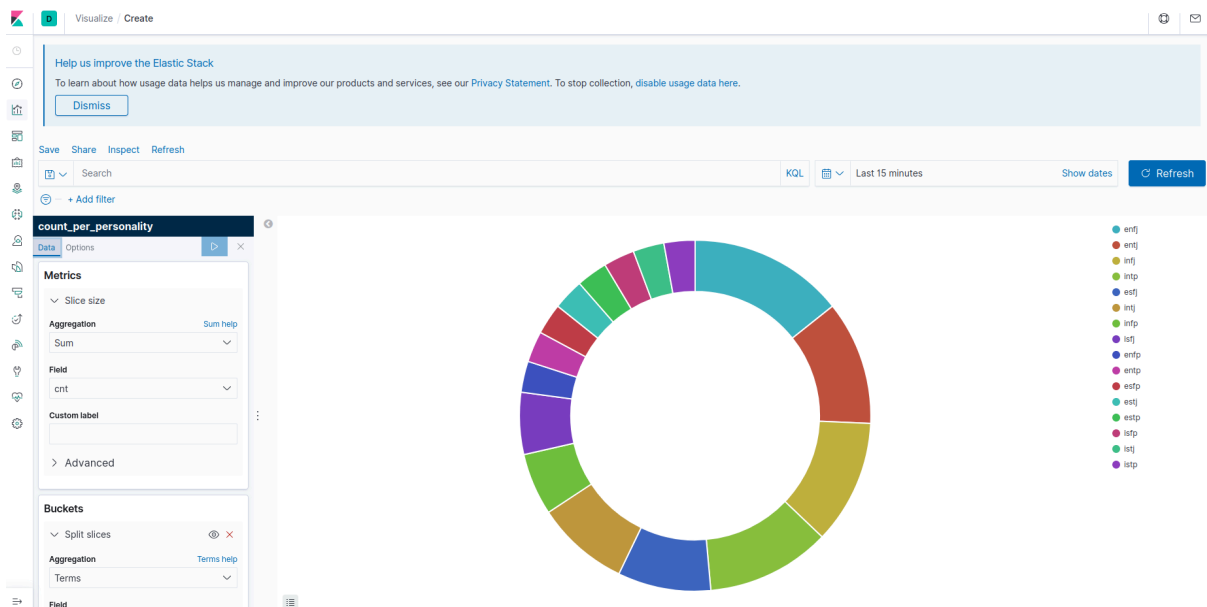 D Visualize / Create
Help us improve the Elastic Stack
To learn about how usage data helps us manage and improve our products and services, see our Privacy Statement. To stop collection, disable usage data here.
Dismiss
Save Share Inspect Refresh
Search KQL Last 15 minutes Show dates Refresh
+ Add filter
count_per_personality
Data Options
Metrics
Slice size
Aggregation Sum help
Sum
Field
cnt
Custom label
Advanced
Buckets
Split slices
Aggregation Terms help
Terms
Field
enfj
entj
infj
intp
esfj
intj
infp
isfj
enfp
entp
esfp
estj
estp
isfp
istj
istp